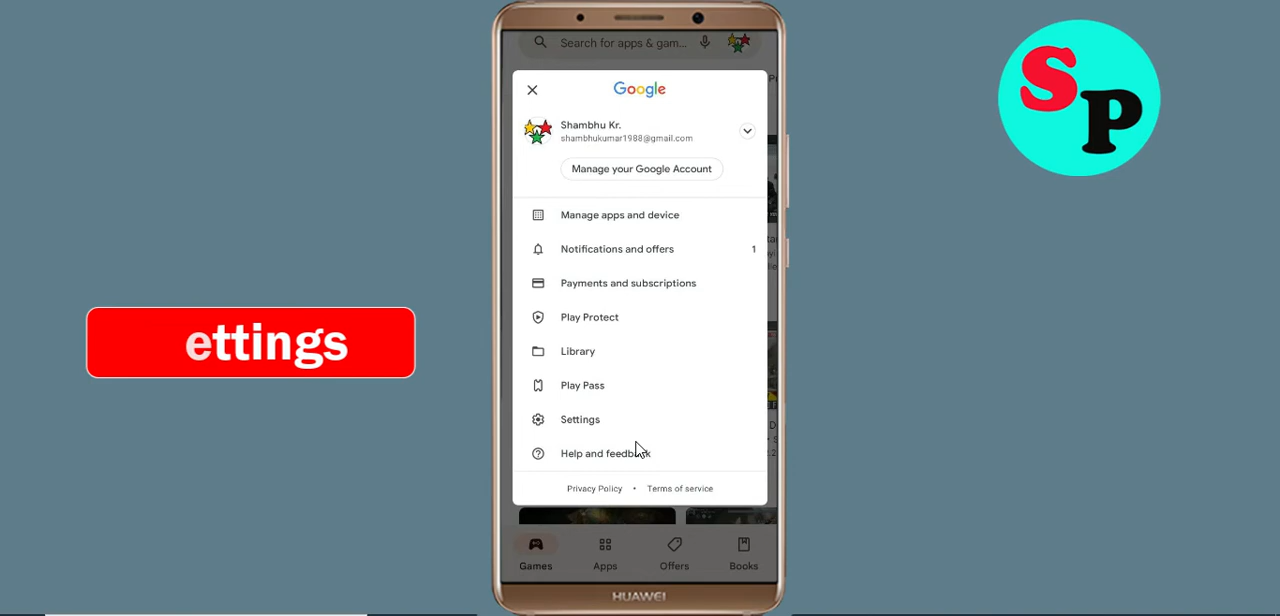 Search for apps & gam...
Google
Shambhu Kr.
shambhukumar1988@gmail.com
Manage your Google Account
Manage apps and device
Notifications and offers 1
Payments and subscriptions
Play Protect
Library
Play Pass
Settings
Help and feedback
Privacy Policy • Terms of service
Games Apps Offers Books
HUAWEI
ettings
SP